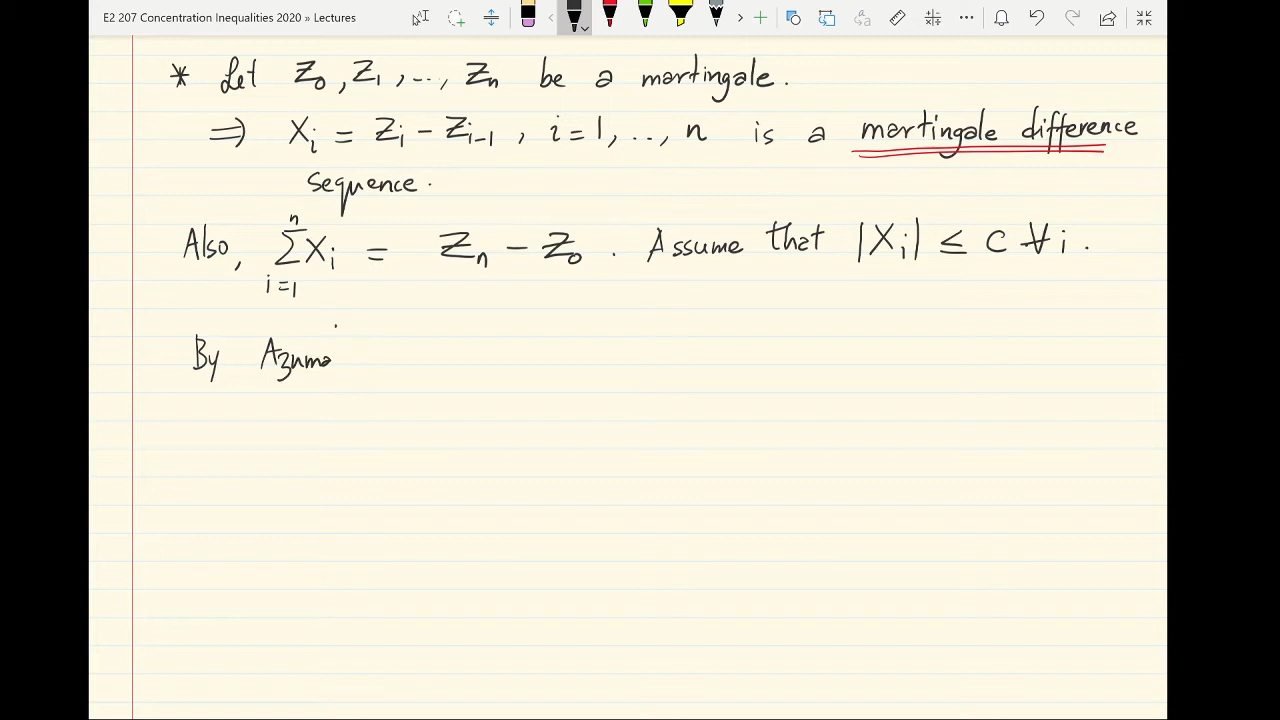 E2 207 Concentration Inequalities 2020 » Lectures
* Let Z₀, Z₁, ..., Zₙ be a martingale.
⇒ Xᵢ = Zᵢ − Zᵢ₋₁, i = 1, .., n is a martingale difference
sequence.
Also, ∑ᵢ₌₁ⁿ Xᵢ = Zₙ − Z₀. Assume that |Xᵢ| ≤ c ∀ i.
By Azuma